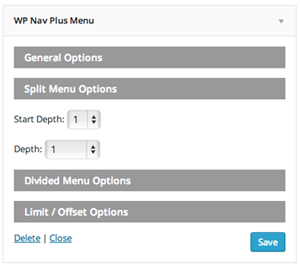 WP Nav Plus Menu
General Options
Split Menu Options
Start Depth: 1
Depth: 1
Divided Menu Options
Limit / Offset Options
Delete | Close Save